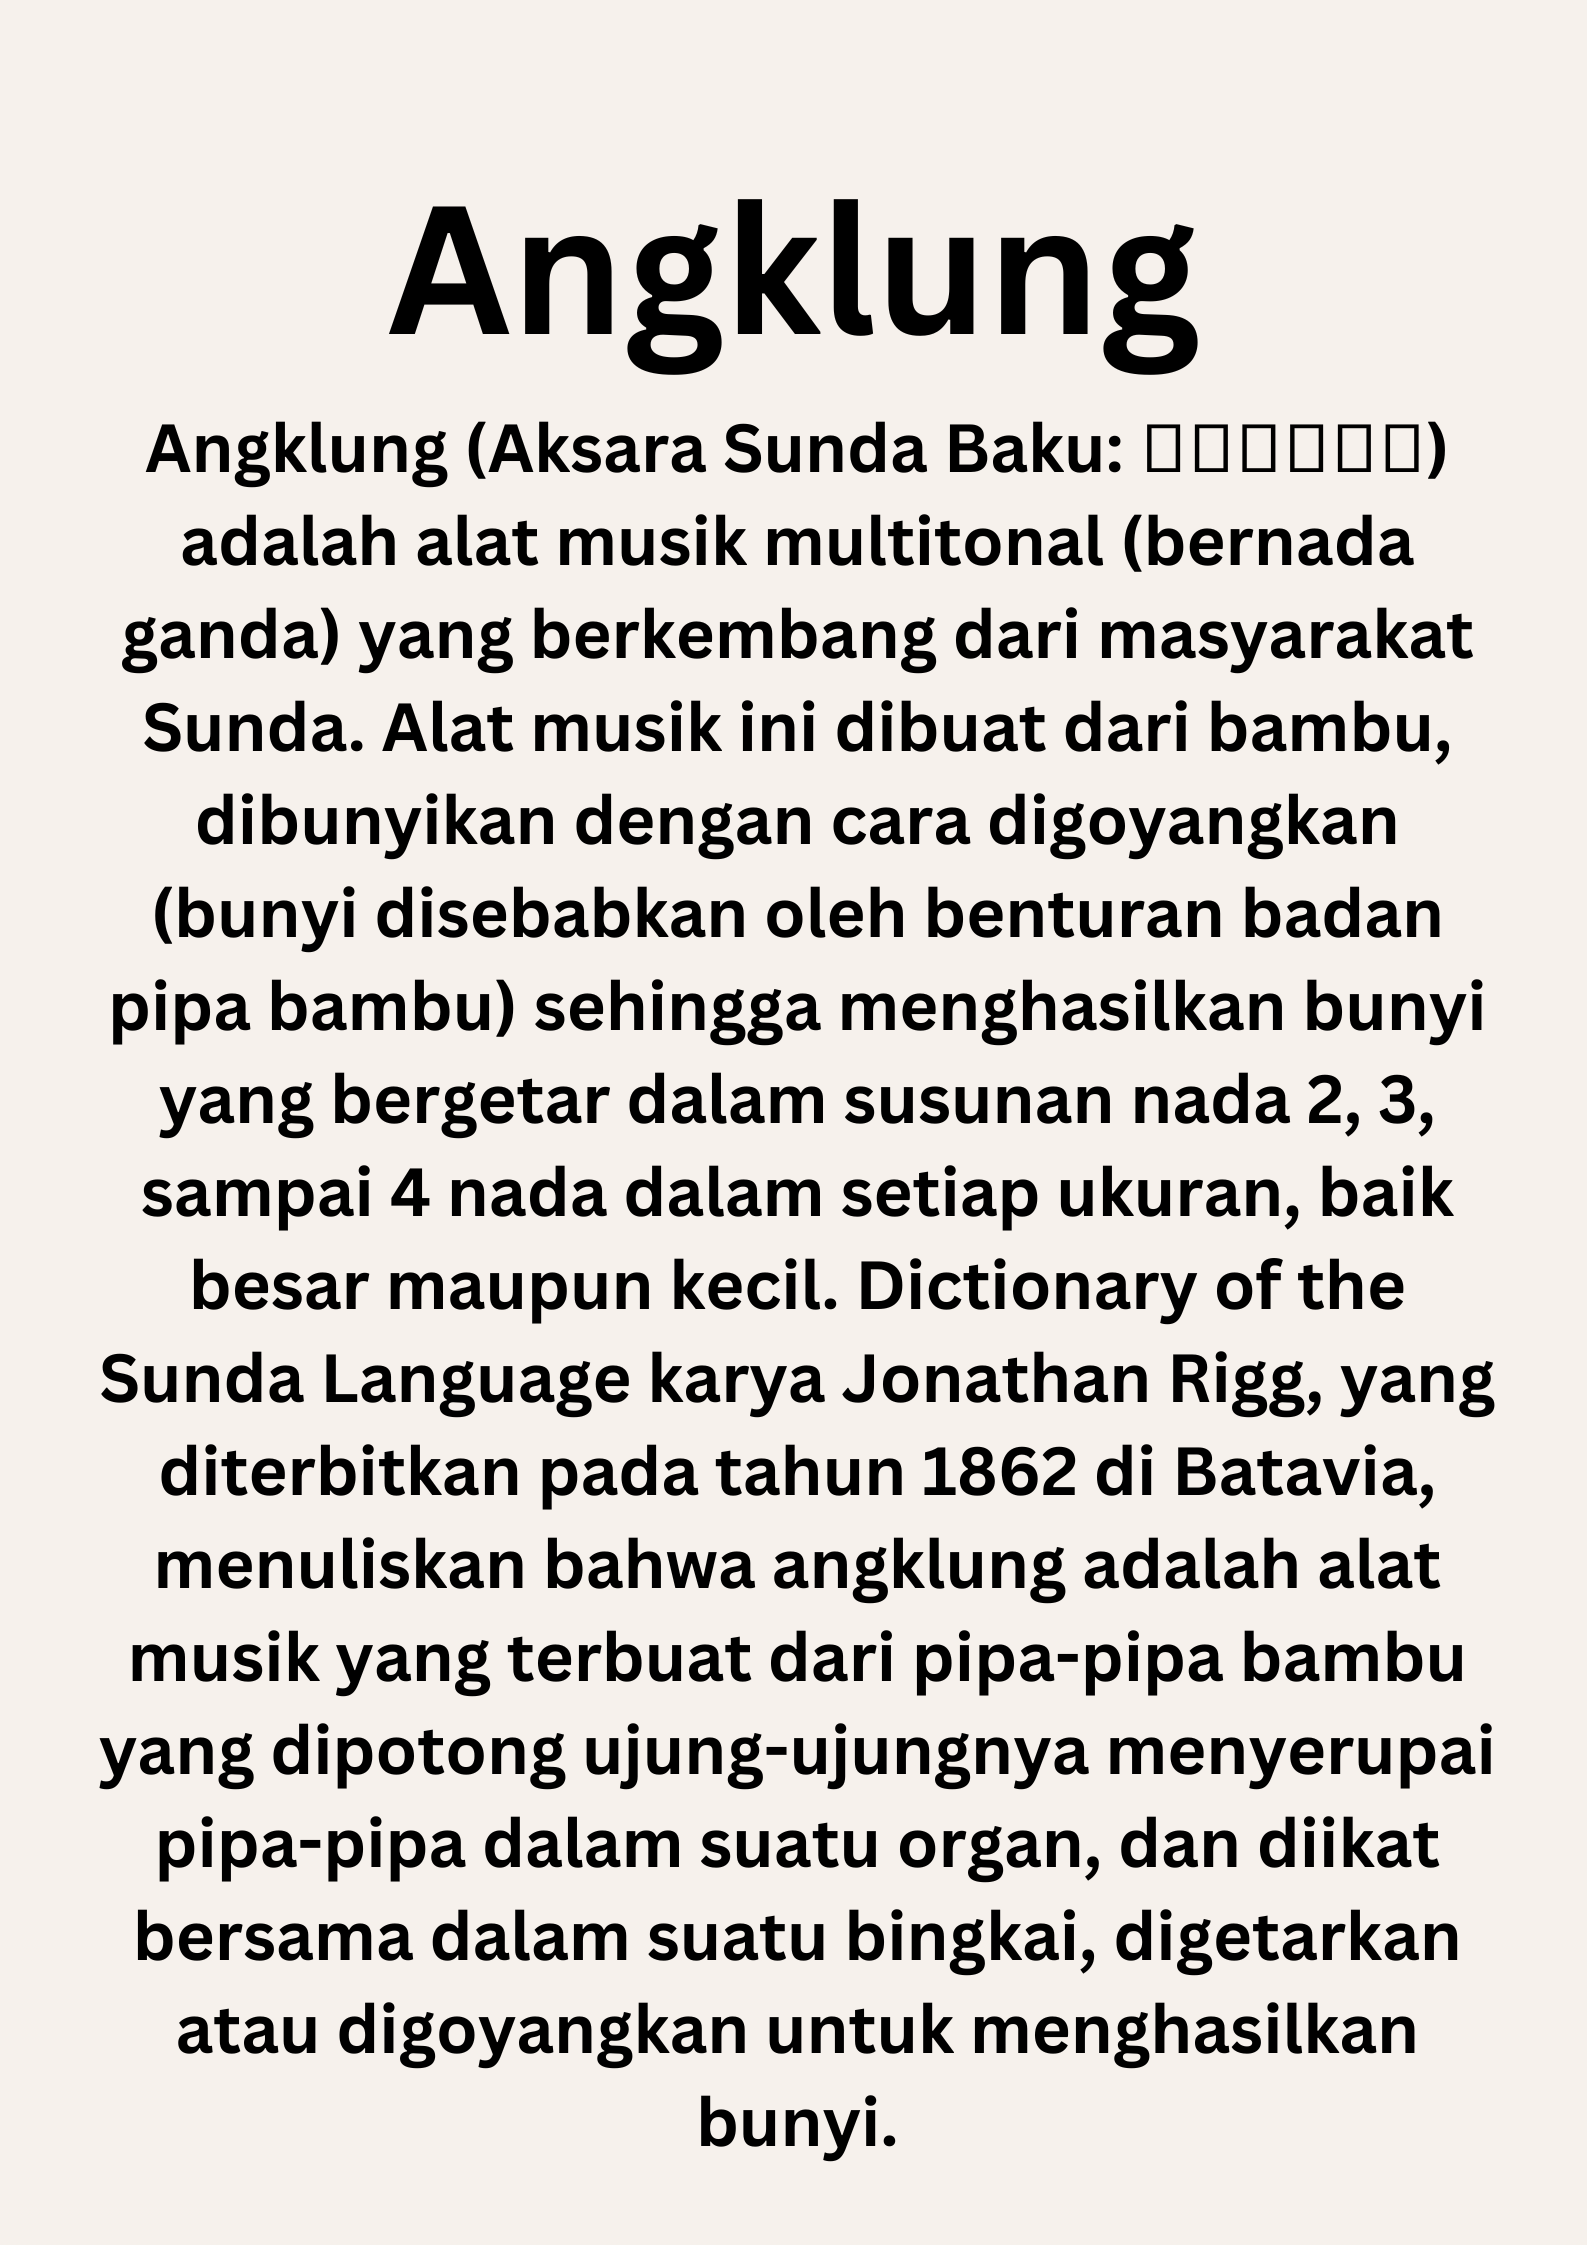 Angklung
Angklung (Aksara Sunda Baku: )
adalah alat musik multitonal (bernada
ganda) yang berkembang dari masyarakat
Sunda. Alat musik ini dibuat dari bambu,
dibunyikan dengan cara digoyangkan
(bunyi disebabkan oleh benturan badan
pipa bambu) sehingga menghasilkan bunyi
yang bergetar dalam susunan nada 2, 3,
sampai 4 nada dalam setiap ukuran, baik
besar maupun kecil. Dictionary of the
Sunda Language karya Jonathan Rigg, yang
diterbitkan pada tahun 1862 di Batavia,
menuliskan bahwa angklung adalah alat
musik yang terbuat dari pipa-pipa bambu
yang dipotong ujung-ujungnya menyerupai
pipa-pipa dalam suatu organ, dan diikat
bersama dalam suatu bingkai, digetarkan
atau digoyangkan untuk menghasilkan
bunyi.